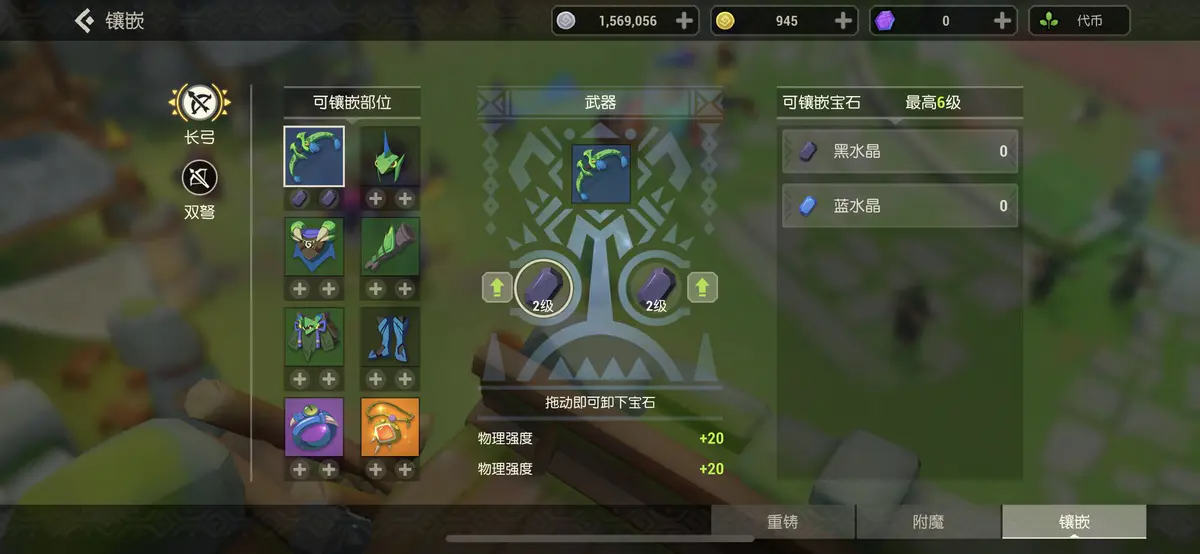 镶嵌
1,569,056
945
0
代币
长弓
双弩
可镶嵌部位
武器
2级
2级
拖动即可卸下宝石
物理强度 +20
物理强度 +20
可镶嵌宝石 最高6级
黑水晶 0
蓝水晶 0
重铸
附魔
镶嵌